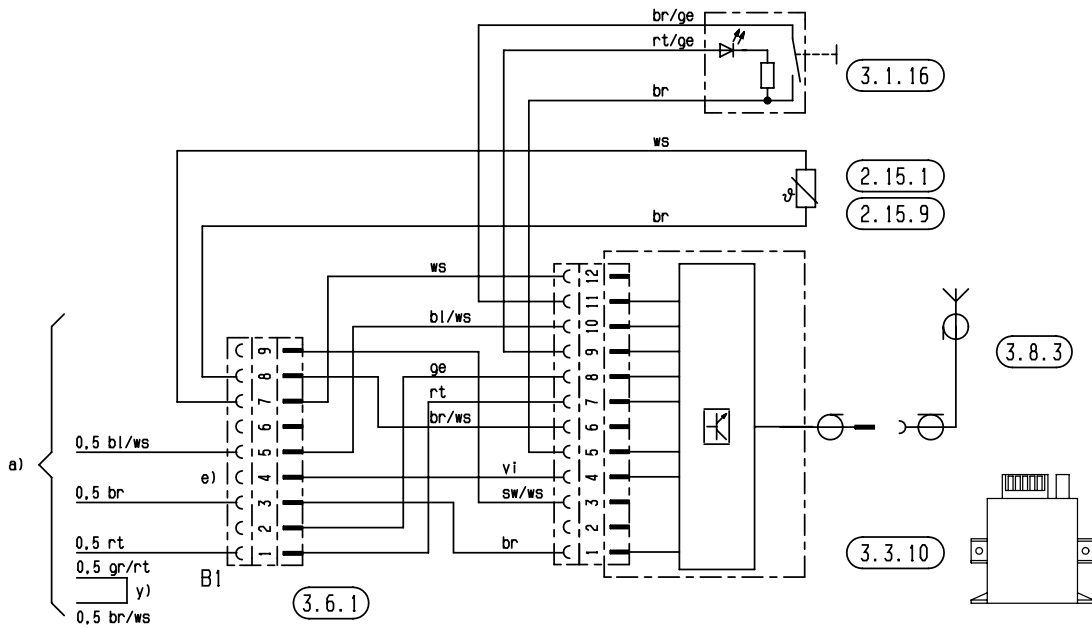 br/ge
rt/ge
3.1.16
br
ws
2.15.1
2.15.9
br
ws
12
11
bl/ws
10
3.8.3
9
9
ge
8
8
rt
7
7
br/ws
6
6
0,5 bl/ws
5
5
a)
e)
4
vi
4
0,5 br
3
sw/ws
3
2
2
0,5 rt
1
br
1
3.3.10
0,5 gr/rt
B1
y)
3.6.1
0,5 br/ws